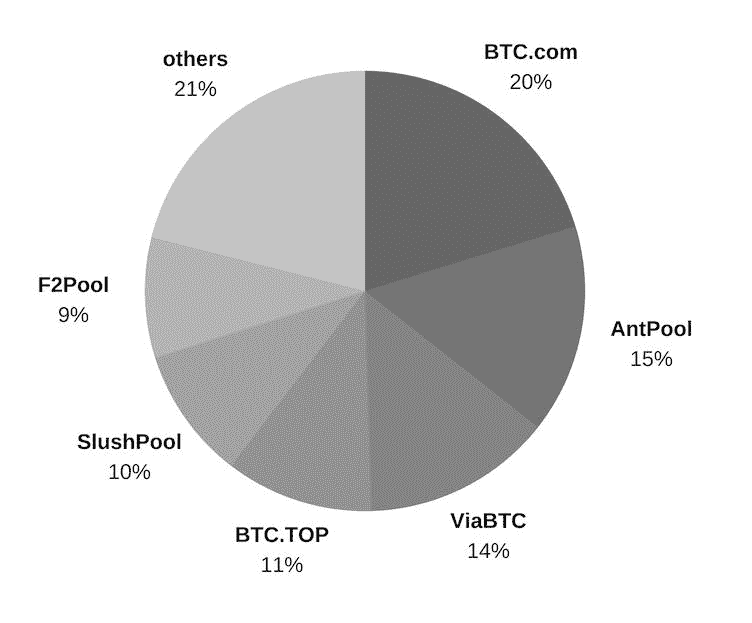 others
21%
BTC.com
20%
F2Pool
9%
AntPool
15%
SlushPool
10%
BTC.TOP
11%
ViaBTC
14%